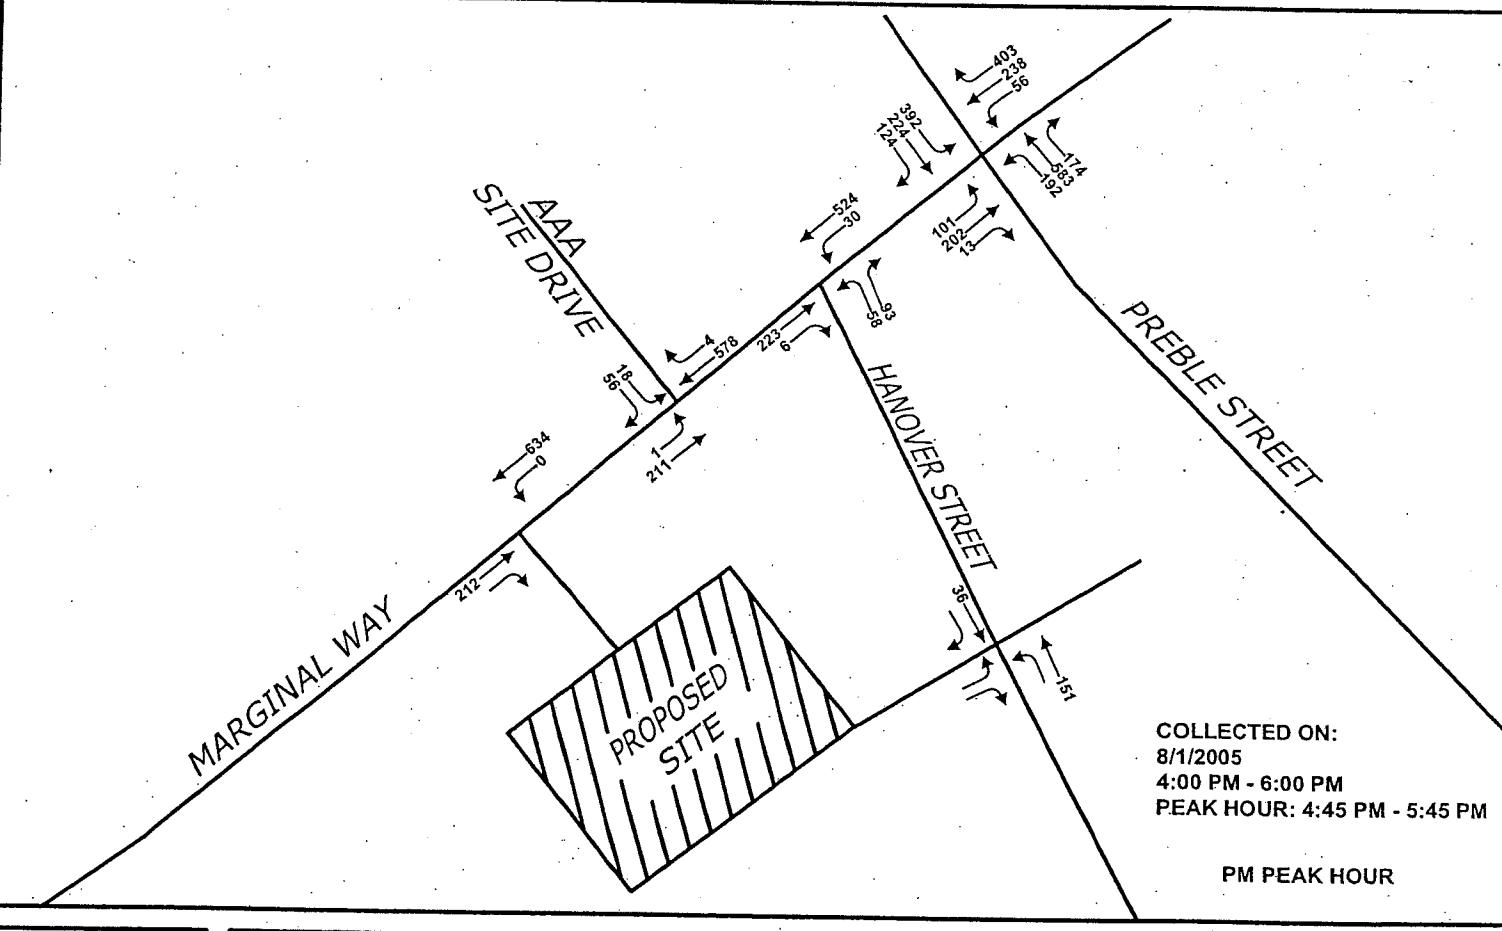 403
238
56
392
224
124
174
583
192
101
202
13
524
30
AAA
SITE DRIVE
93
58
223
6
4
578
18
56
1
211
634
0
212
HANOVER STREET
PREBLE STREET
MARGINAL WAY
36
151
PROPOSED
SITE
COLLECTED ON:
8/1/2005
4:00 PM - 6:00 PM
PEAK HOUR: 4:45 PM - 5:45 PM
PM PEAK HOUR